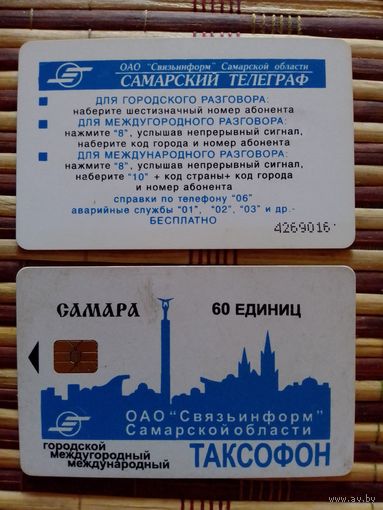 ОАО "Связьинформ" Самарской области
САМАРСКИЙ ТЕЛЕГРАФ
ДЛЯ ГОРОДСКОГО РАЗГОВОРА:
наберите шестизначный номер абонента
ДЛЯ МЕЖДУГОРОДНОГО РАЗГОВОРА:
нажмите "8", услышав непрерывный сигнал,
наберите код города и номер абонента
ДЛЯ МЕЖДУНАРОДНОГО РАЗГОВОРА:
нажмите "8", услышав непрерывный сигнал,
наберите "10" + код страны+ код города
и номер абонента
справки по телефону "06"
аварийные службы "01", "02", "03" и др.-
БЕСПЛАТНО
4269016
САМАРА
60 ЕДИНИЦ
ОАО "Связьинформ"
Самарской области
городской
междугородный
международный
ТАКСОФОН
www.av.by